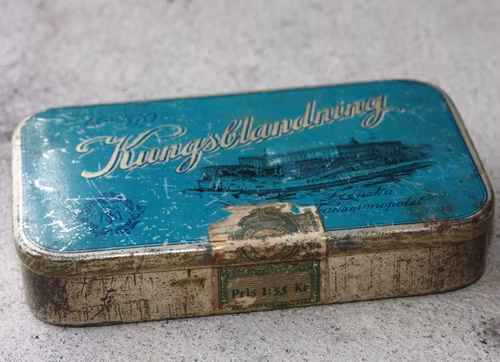 Kungsblandning
Svenska
Tobaksmonopolet
Pris 1:55 Kr